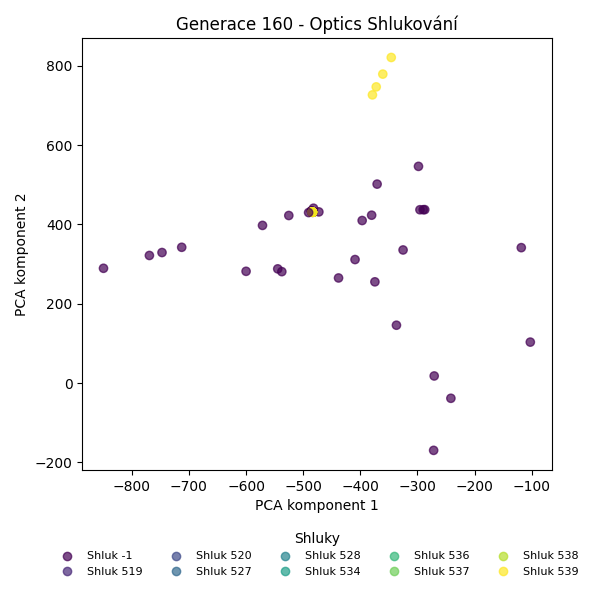 Generace 160 - Optics Shlukování
800
600
400
200
0
−200
PCA komponent 2
−800 −700 −600 −500 −400 −300 −200 −100
PCA komponent 1
Shluky
Shluk -1 Shluk 520 Shluk 528 Shluk 536 Shluk 538
Shluk 519 Shluk 527 Shluk 534 Shluk 537 Shluk 539